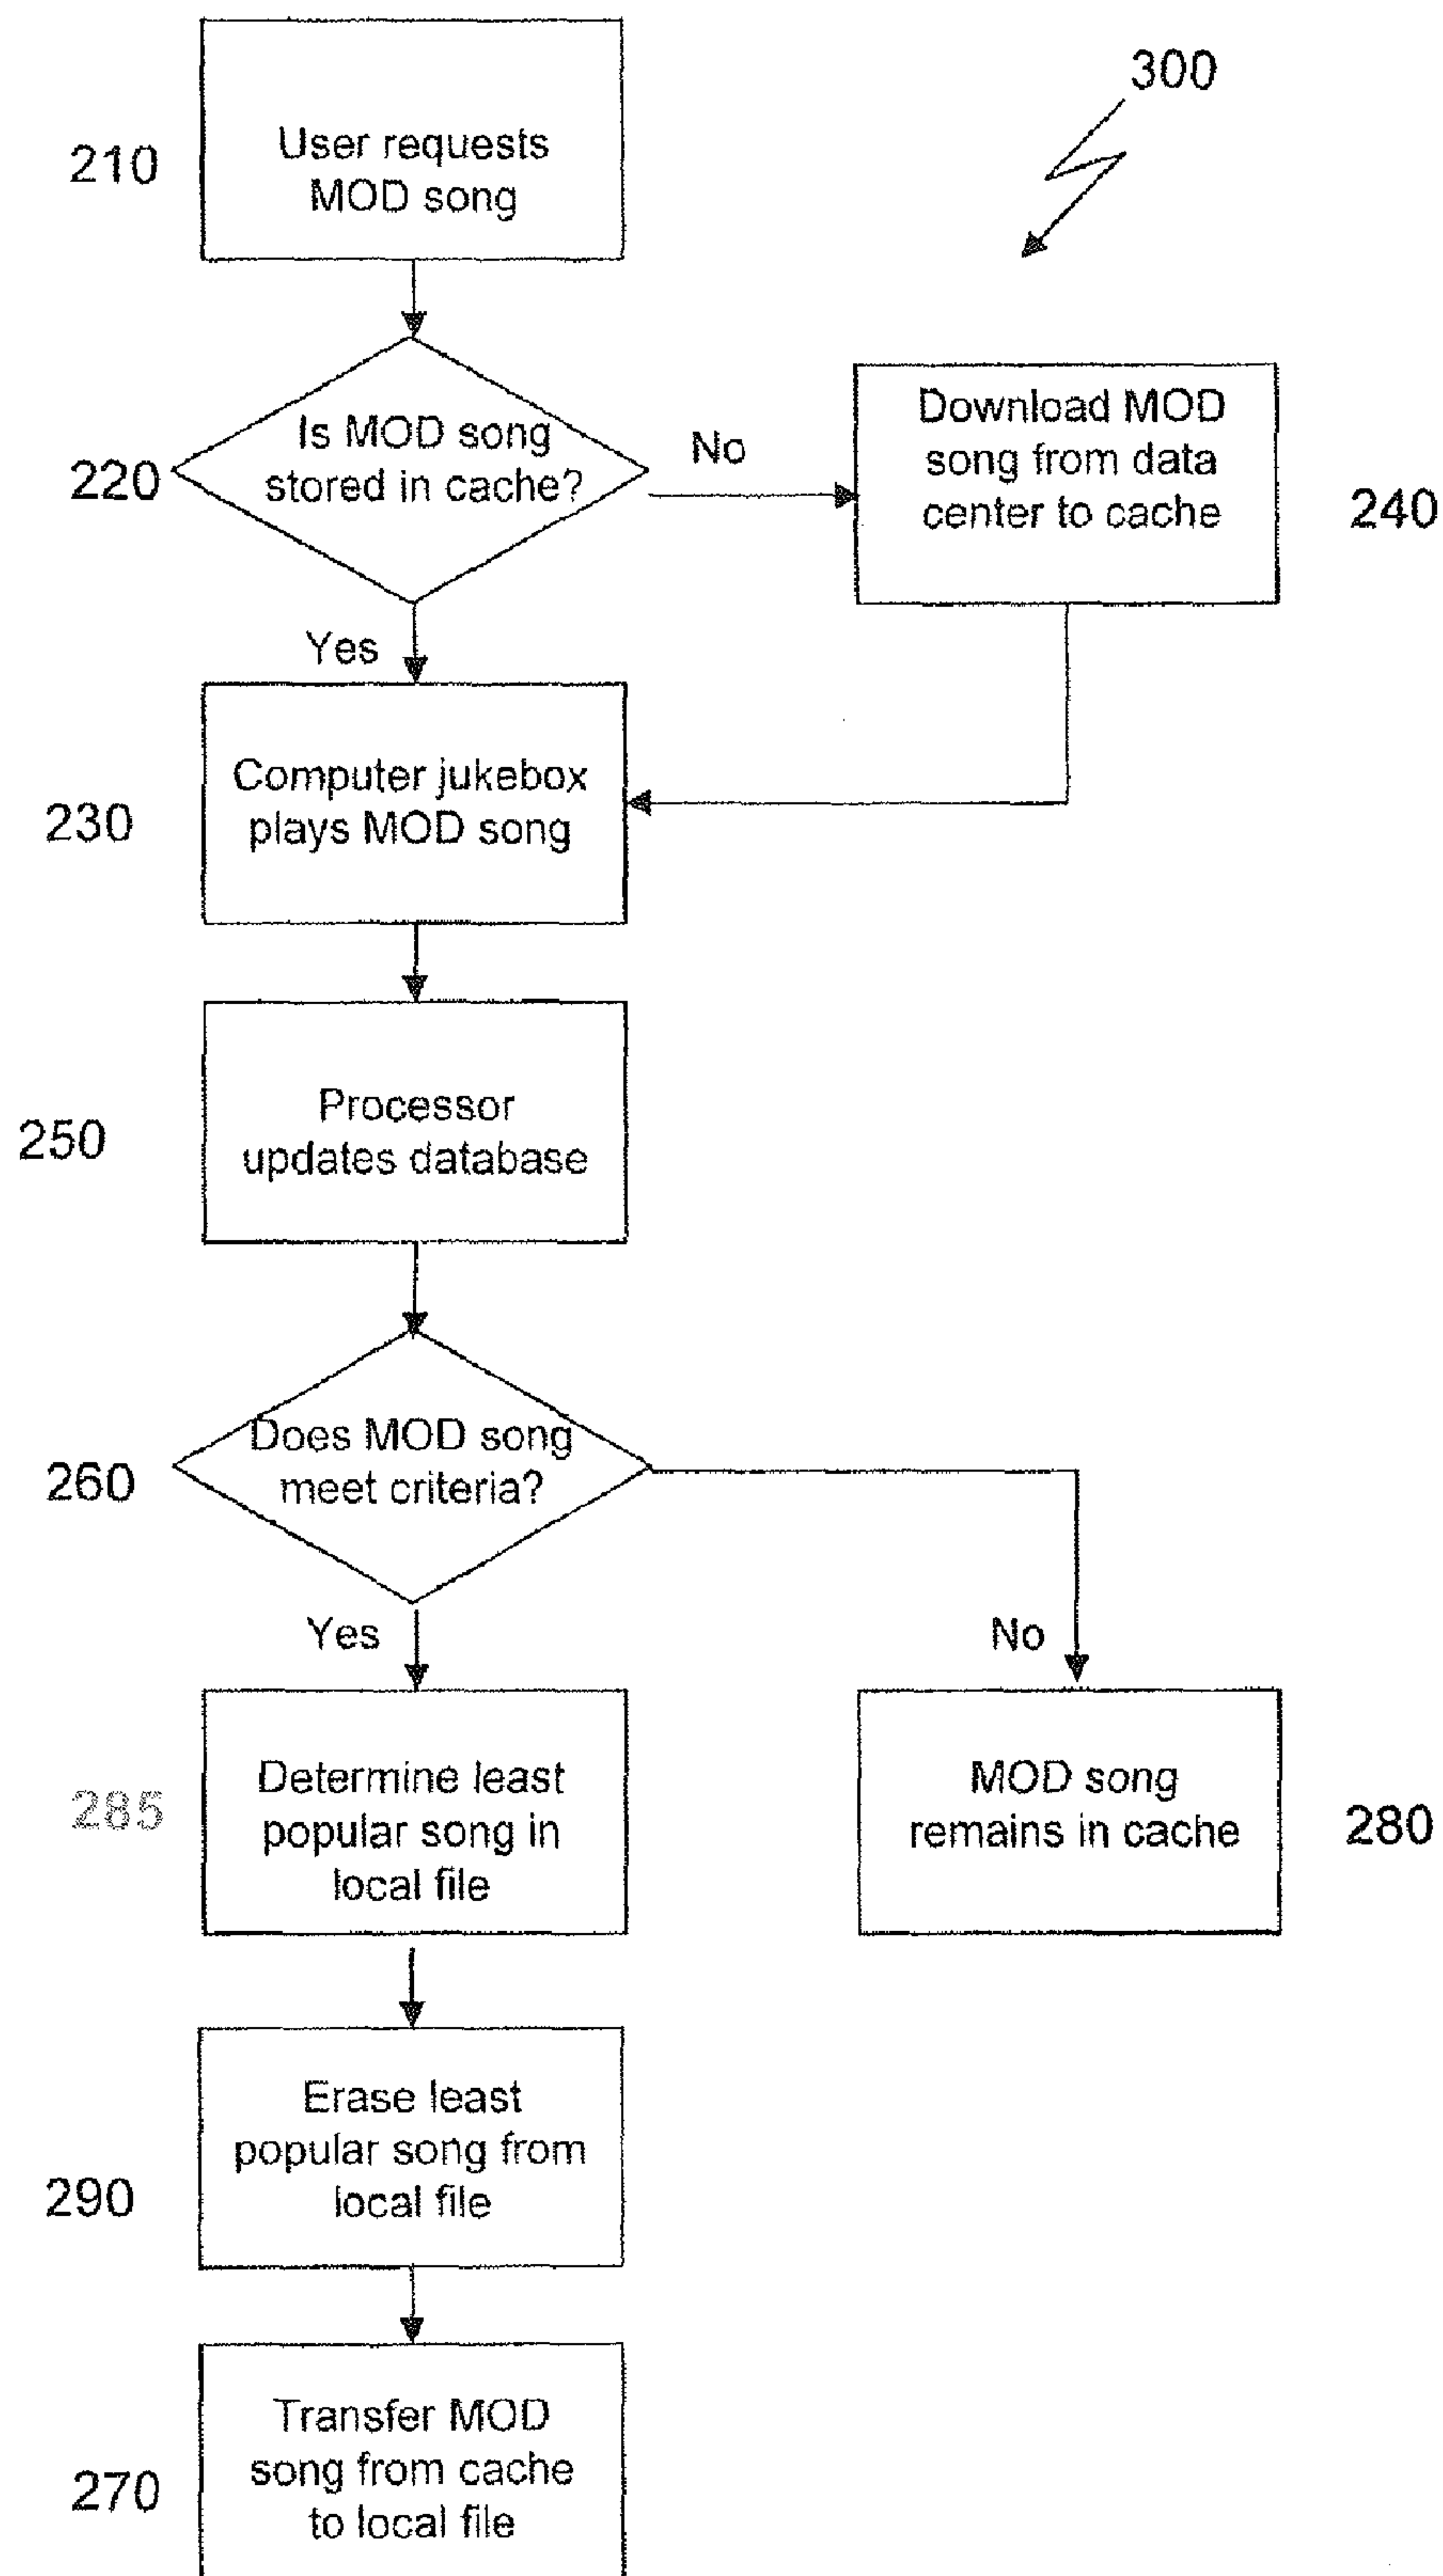 300
210
User requests
MOD song
220
Is MOD song
stored in cache?
No
Download MOD
song from data
center to cache
240
Yes
230
Computer jukebox
plays MOD song
250
Processor
updates database
260
Does MOD song
meet criteria?
Yes
No
285
Determine least
popular song in
local file
MOD song
remains in cache
280
290
Erase least
popular song from
local file
270
Transfer MOD
song from cache
to local file